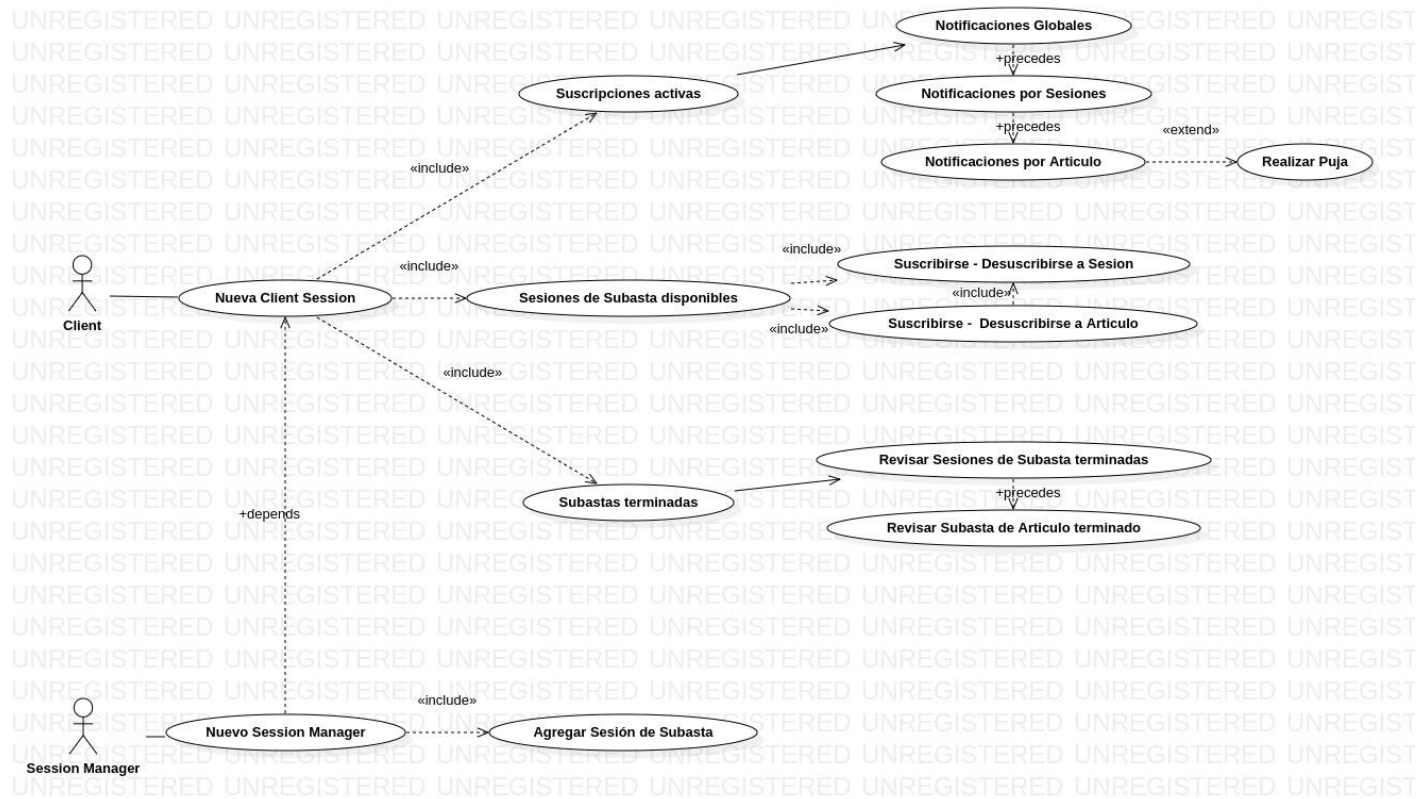 Notificaciones Globales
+precedes
Suscripciones activas
Notificaciones por Sesiones
+precedes
«extend»
Notificaciones por Articulo
Realizar Puja
«include»
«include»
«include»
Suscribirse - Desuscribirse a Sesion
Client
Nueva Client Session
Sesiones de Subasta disponibles
«include»
«include»
Suscribirse - Desuscribirse a Articulo
«include»
Revisar Sesiones de Subasta terminadas
+precedes
Subastas terminadas
+depends
Revisar Subasta de Articulo terminado
«include»
Session Manager
Nuevo Session Manager
Agregar Sesión de Subasta
UNREGISTERED